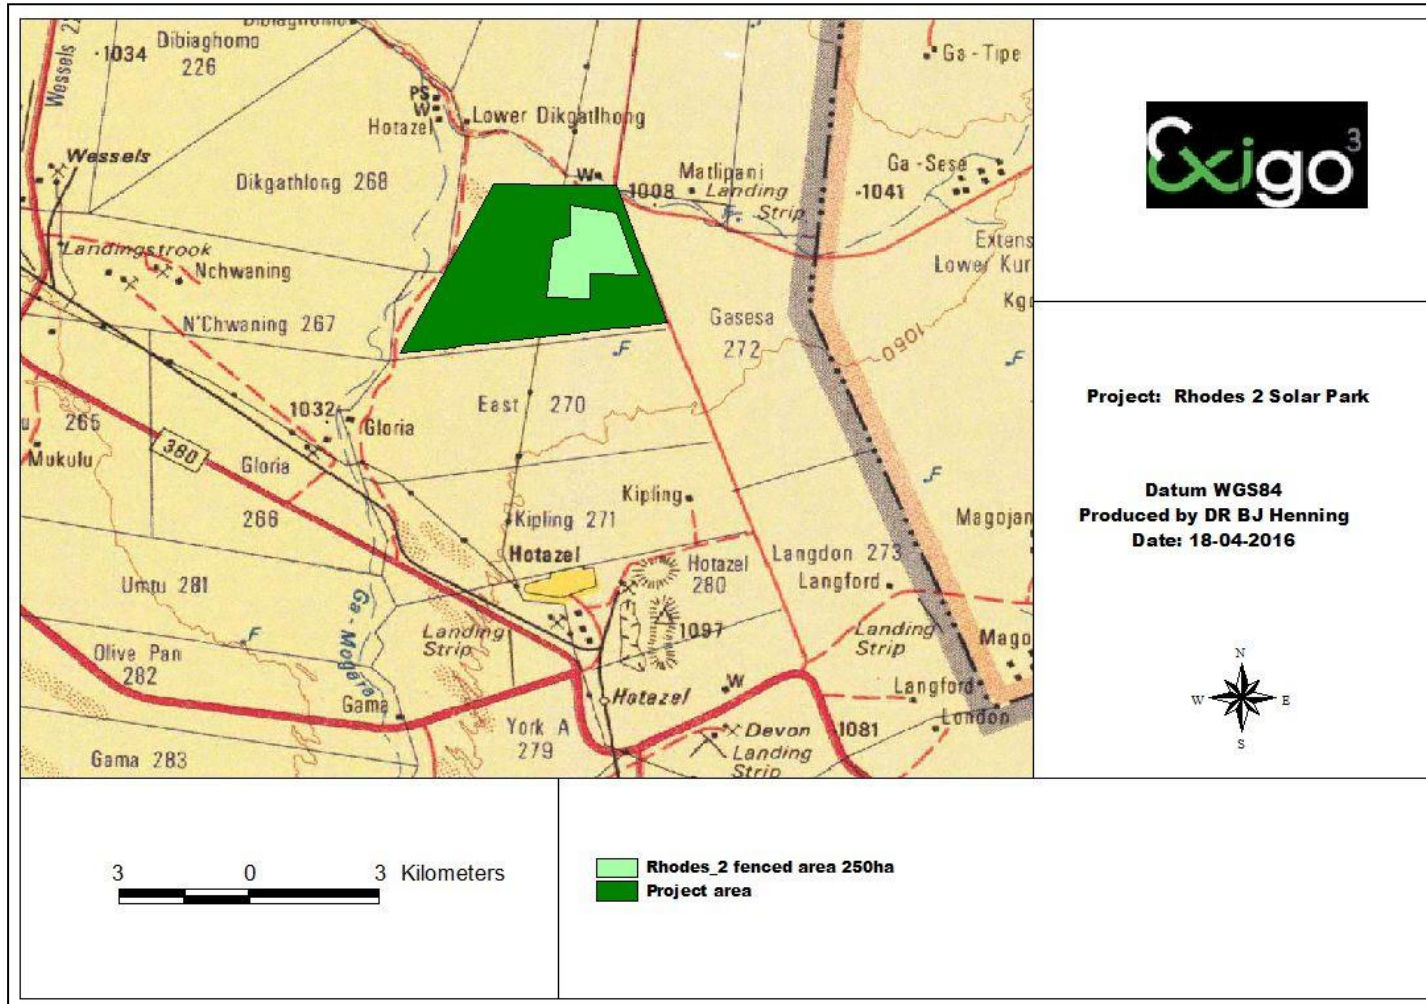 Dibiaghomo
Ga-Tipe
Wessels
Dibiaghomo
226
·1034
PS
W
Hotazel
Lower Dikgatlhong
Wessels
Dikgathlong 268
W
Matlipani
1008
Landing
Strip
F
·1041
Ga-Sese
Landingstrook
Nchwaning
N'Chwaning 267
Extens
Lower Kur
Kgo
Gasesa
272
1060
F
F
East 270
1032
Gloria
265
Mukulu
380
Gloria
266
Kipling
Kipling 271
F
Magojan
Hotazel
Hotazel
280
Langdon 273
Langford
Umtu 281
Ga-Mogara
F
Landing
Strip
1097
Landing
Strip
Mago
Olive Pan
282
Gama
Hotazel
W
Langford
London
York A
279
Devon
Landing
Strip
1081
Gama 283
Exigo3
Project: Rhodes 2 Solar Park
Datum WGS84
Produced by DR BJ Henning
Date: 18-04-2016
N
W E
S
3 0 3 Kilometers
Rhodes_2 fenced area 250ha
Project area